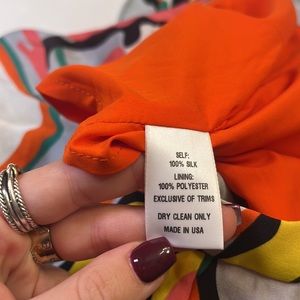 SELF:
100% SILK
LINING:
100% POLYESTER
EXCLUSIVE OF TRIMS
DRY CLEAN ONLY
MADE IN USA